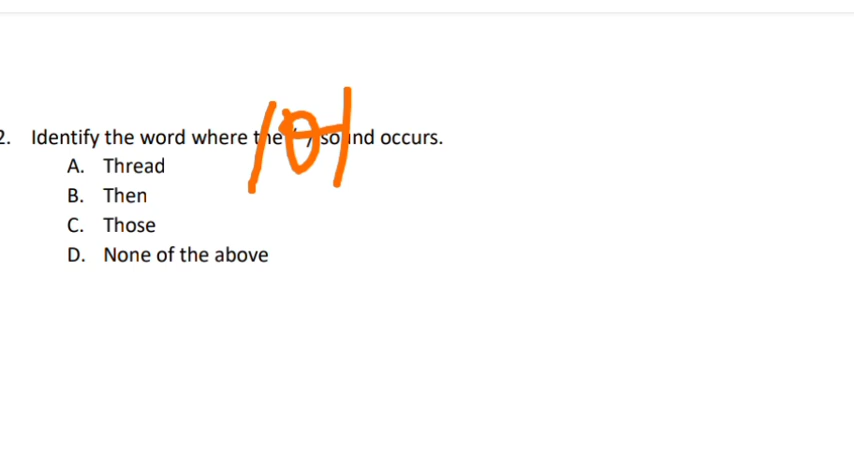 2. Identify the word where the /θ/ sound occurs.
A. Thread
B. Then
C. Those
D. None of the above